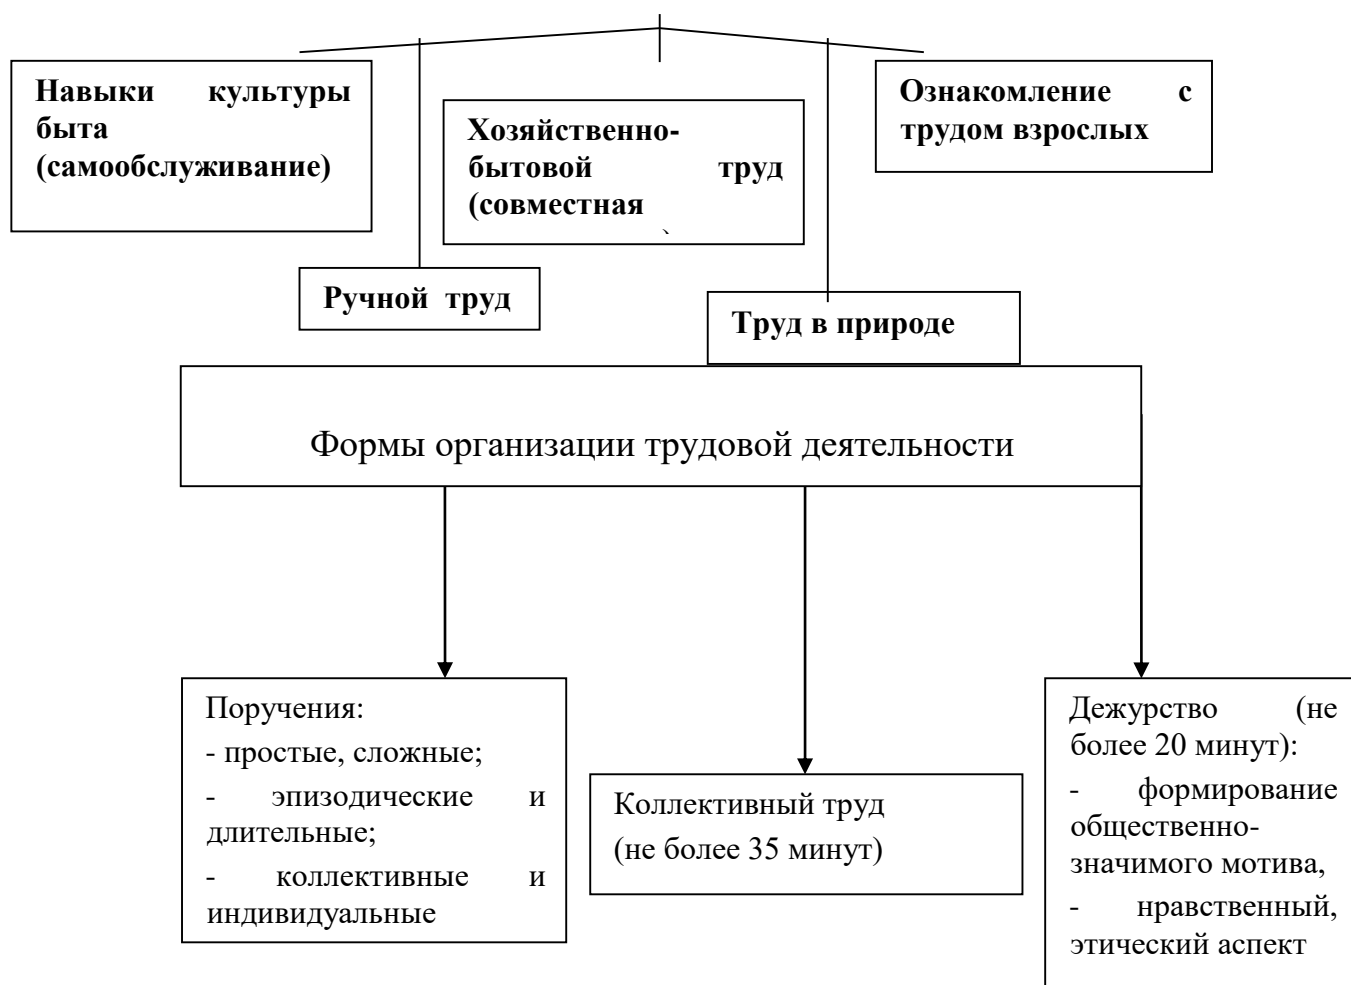 Навыки культуры
быта
(самообслуживание)
Хозяйственно-
бытовой труд
(совместная
Ознакомление с
трудом взрослых
Ручной труд
Труд в природе
Формы организации трудовой деятельности
Поручения:
- простые, сложные;
- эпизодические и
длительные;
- коллективные и
индивидуальные
Коллективный труд
(не более 35 минут)
Дежурство (не
более 20 минут):
- формирование
общественно-
значимого мотива,
- нравственный,
этический аспект